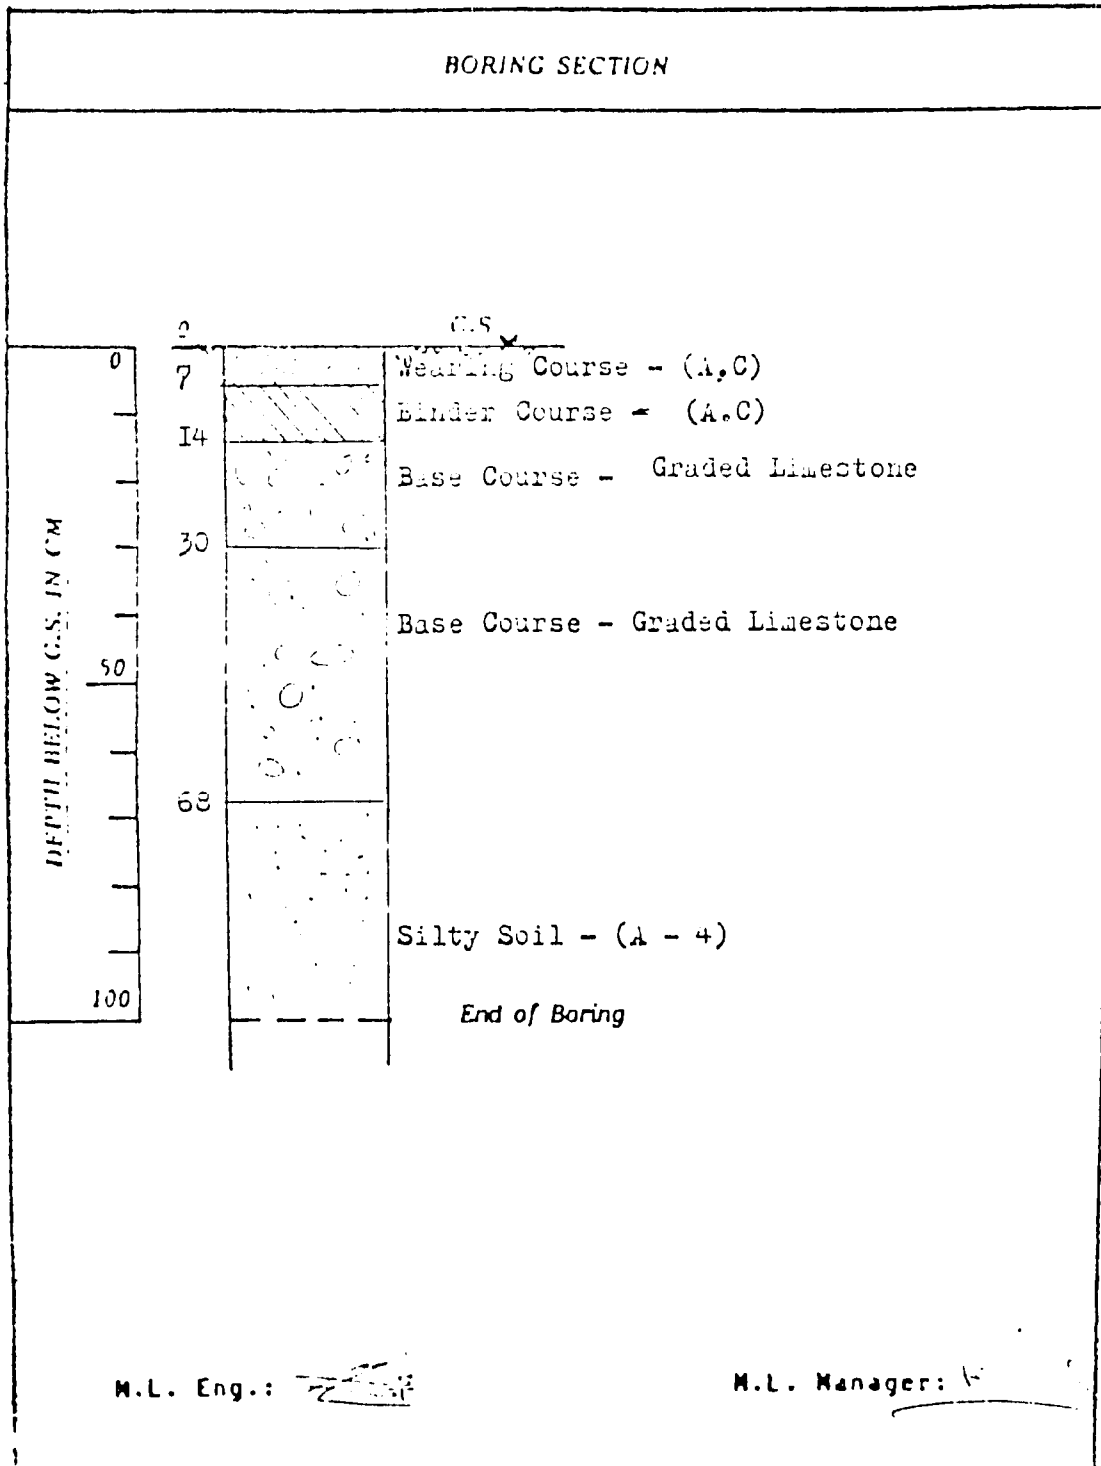 BORING SECTION
0 G.S
0
7 Wearing Course - (A.C)
Binder Course - (A.C)
14
Base Course - Graded Limestone
30
Base Course - Graded Limestone
DEPTH BELOW G.S. IN CM
50
68
Silty Soil - (A - 4)
100
End of Boring
M.L. Eng.:
M.L. Manager: